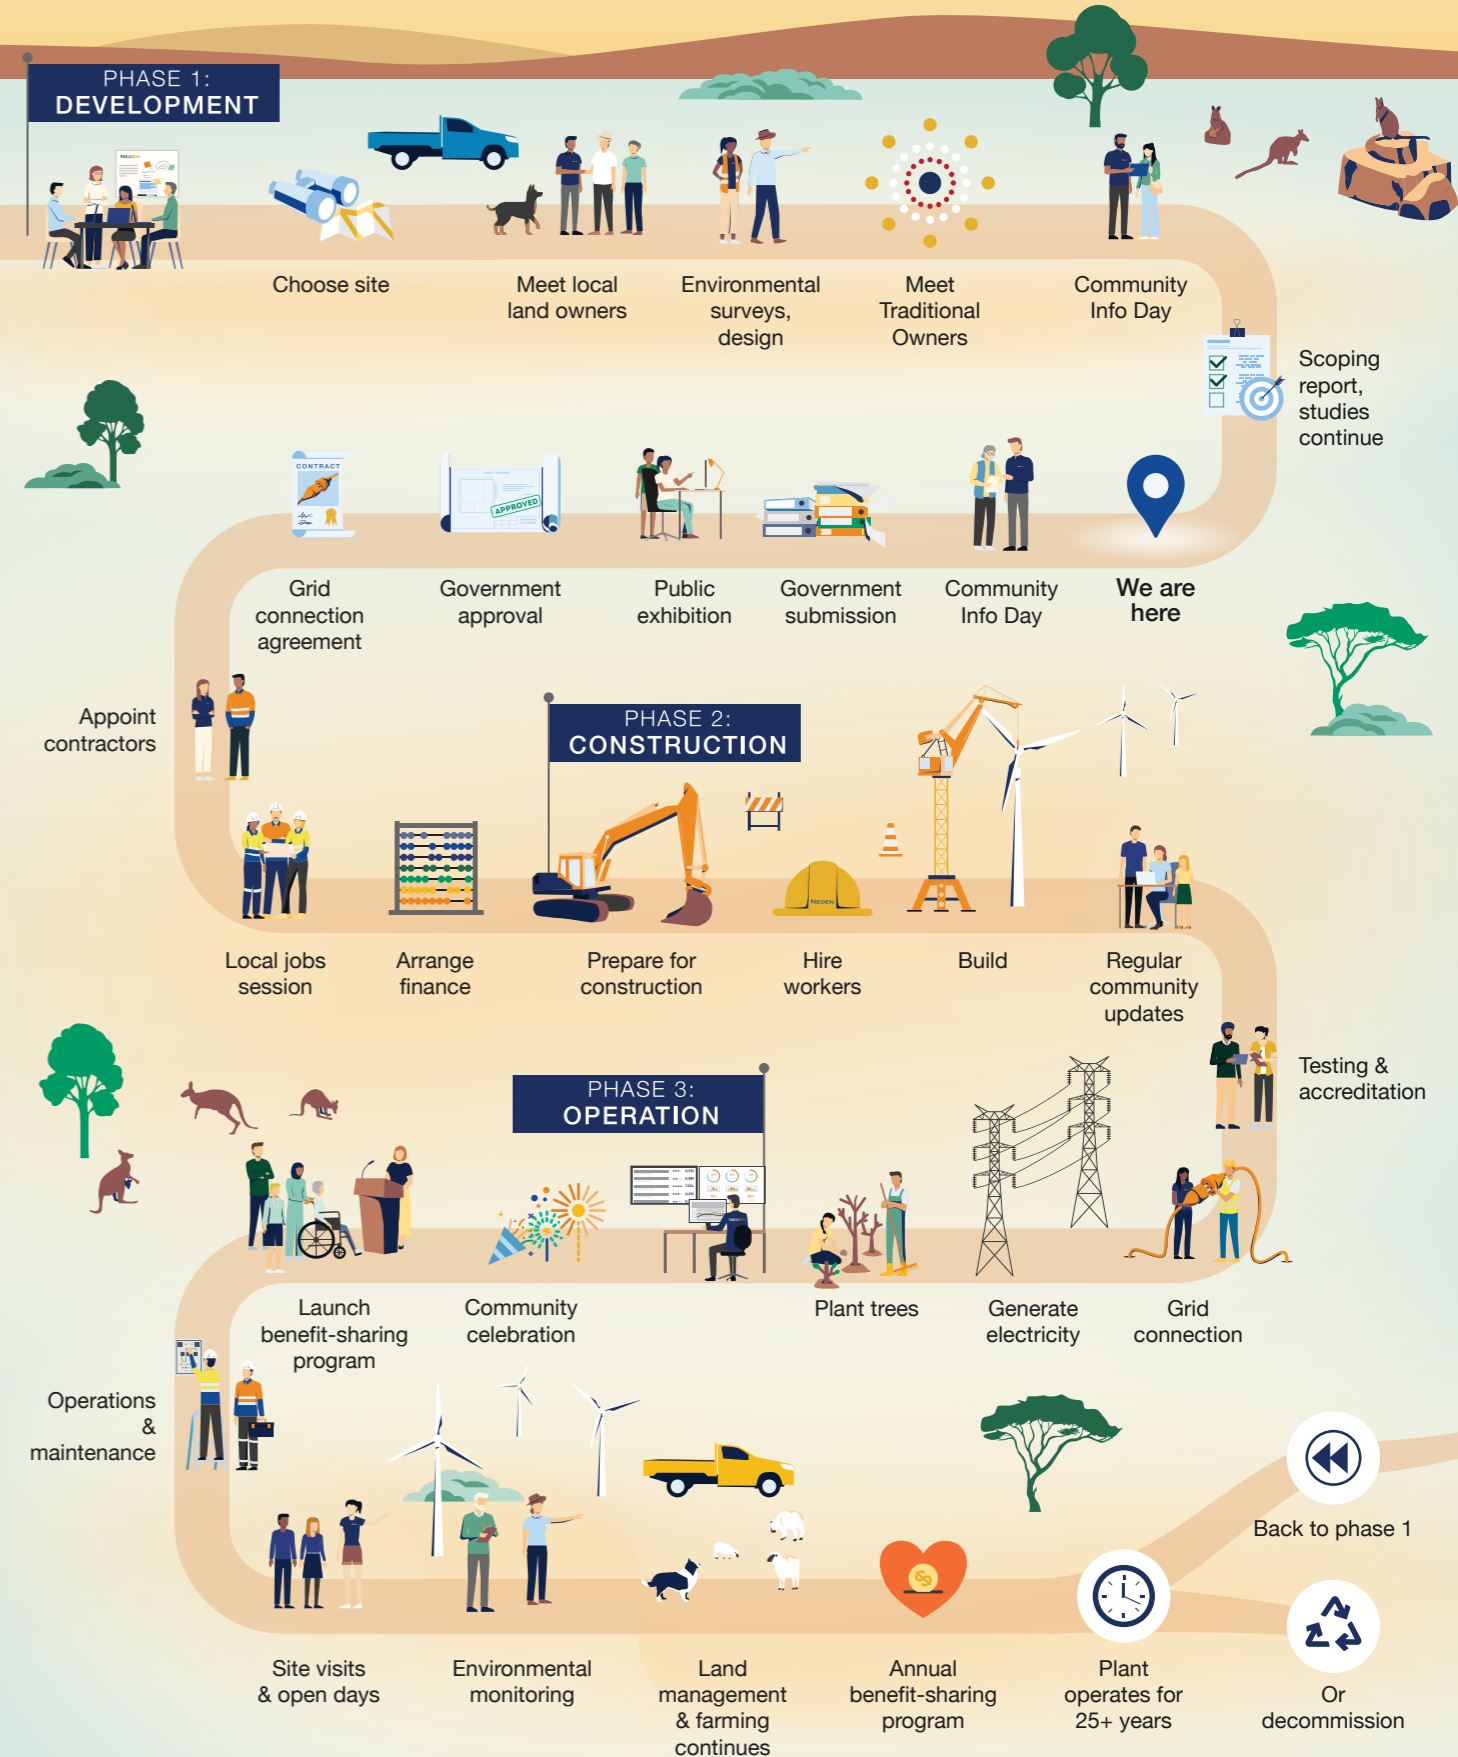 PHASE 1:
DEVELOPMENT
NEOEN
Choose site
Meet local
land owners
Environmental
surveys,
design
Meet
Traditional
Owners
Community
Info Day
Scoping
report,
studies
continue
We are
here
Community
Info Day
Government
submission
Public
exhibition
APPROVED
Government
approval
CONTRACT
Grid
connection
agreement
Appoint
contractors
Local jobs
session
Arrange
finance
PHASE 2:
CONSTRUCTION
Prepare for
construction
NEOEN
Hire
workers
Build
Regular
community
updates
Testing &
accreditation
Grid
connection
Generate
electricity
Plant trees
PHASE 3:
OPERATION
Community
celebration
Launch
benefit-sharing
program
Operations
&
maintenance
Site visits
& open days
Environmental
monitoring
Land
management
& farming
continues
Annual
benefit-sharing
program
Plant
operates for
25+ years
Back to phase 1
Or
decommission